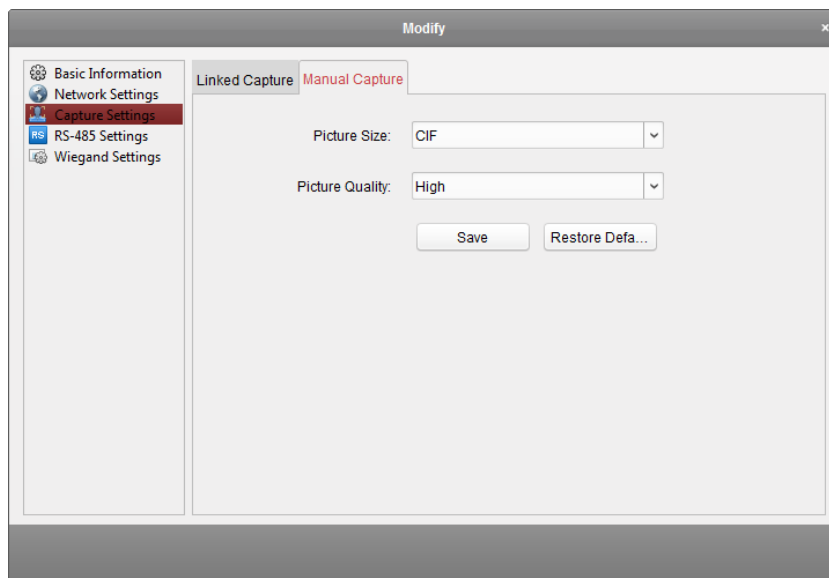 Modify
Basic Information
Network Settings
Capture Settings
RS RS-485 Settings
Wiegand Settings
Linked Capture Manual Capture
Picture Size: CIF
Picture Quality: High
Save Restore Defa...